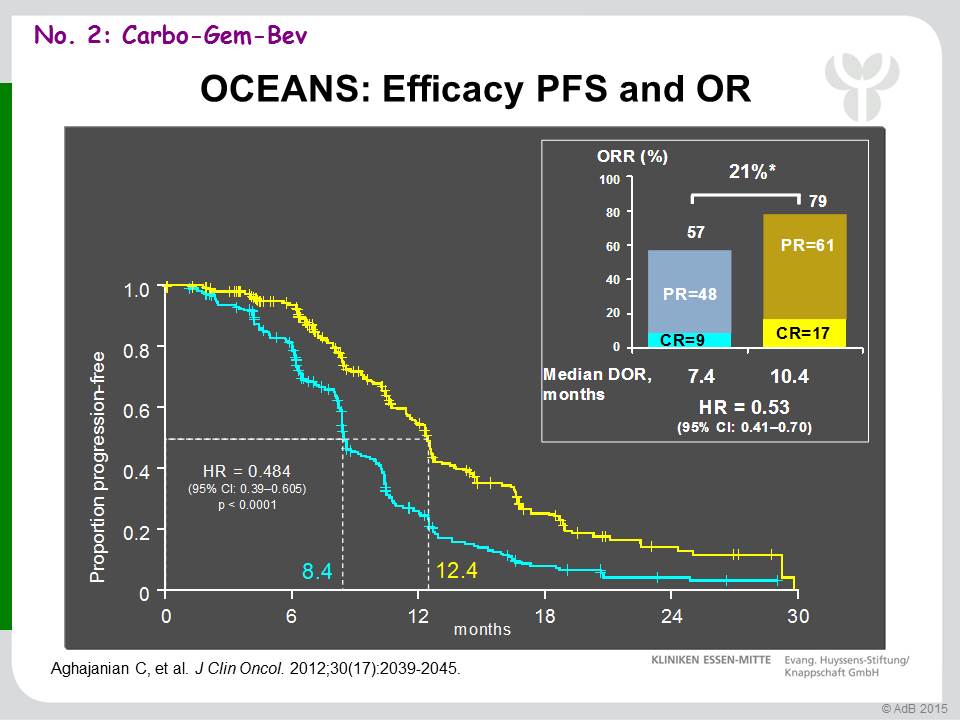 No. 2: Carbo-Gem-Bev
OCEANS: Efficacy PFS and OR
ORR (%)
21%*
100
80
60
40
20
0
57
79
PR=48
PR=61
CR=9
CR=17
Median DOR,
months
7.4
10.4
HR = 0.53
(95% CI: 0.41–0.70)
Proportion progression-free
1.0
0.8
0.6
0.4
0.2
0
HR = 0.484
(95% CI: 0.39–0.605)
p < 0.0001
8.4
12.4
0
6
12
18
24
30
months
Aghajanian C, et al. J Clin Oncol. 2012;30(17):2039-2045.
KLINIKEN ESSEN-MITTE
Evang. Huyssens-Stiftung/
Knappschaft GmbH
© AdB 2015